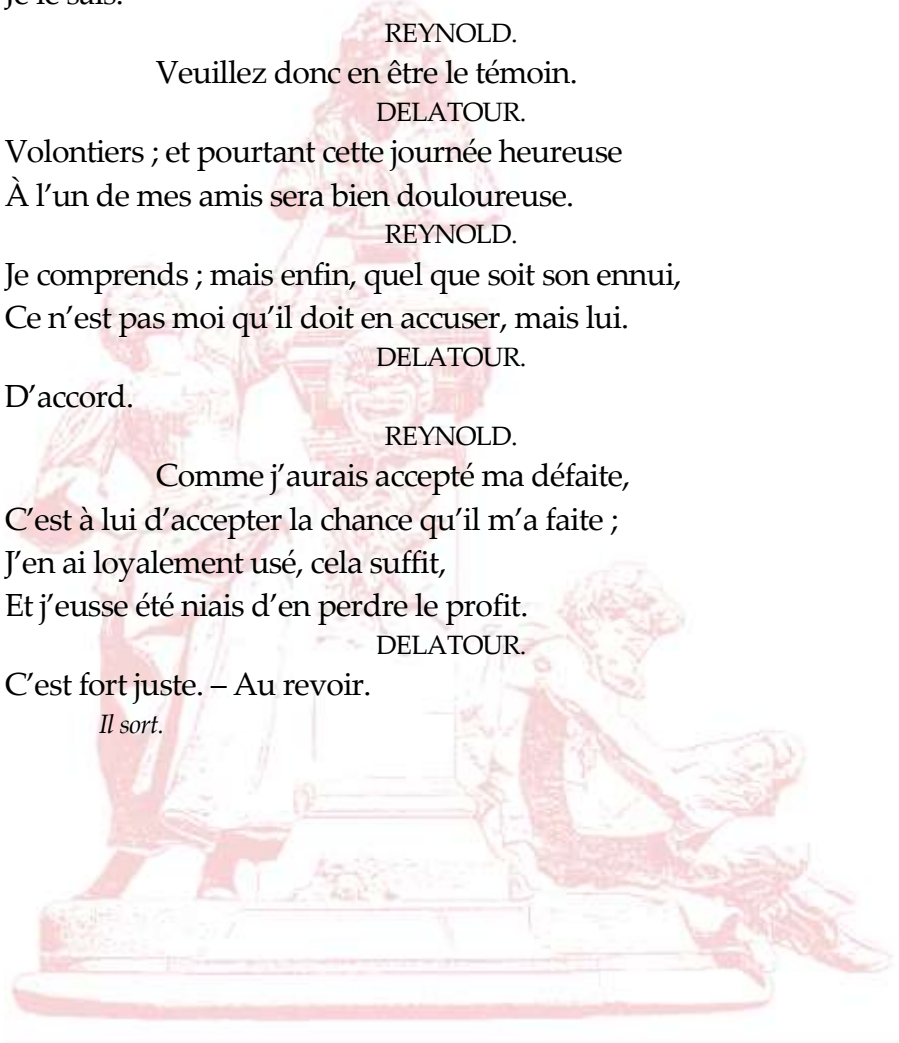 Je le sais.
REYNOLD.
Veuillez donc en être le témoin.
DELATOUR.
Volontiers ; et pourtant cette journée heureuse
À l’un de mes amis sera bien douloureuse.
REYNOLD.
Je comprends ; mais enfin, quel que soit son ennui,
Ce n’est pas moi qu’il doit en accuser, mais lui.
DELATOUR.
D’accord.
REYNOLD.
Comme j’aurais accepté ma défaite,
C’est à lui d’accepter la chance qu’il m’a faite ;
J’en ai loyalement usé, cela suffit,
Et j’eusse été niais d’en perdre le profit.
DELATOUR.
C’est fort juste. – Au revoir.
Il sort.